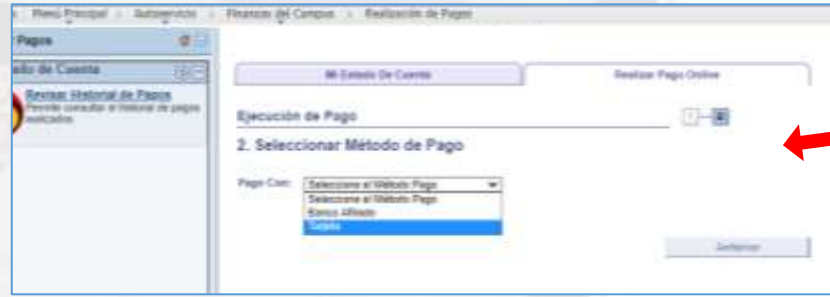 Menú Principal > Autoservicio > Finanzas del Campus > Realización de Pagos
Pagos
ado de Cuenta
Revisar Historial de Pagos
Permite consultar el historial de pagos
realizados
Mi Estado De Cuenta
Realizar Pago Online
Ejecución de Pago
2. Seleccionar Método de Pago
Pago Con:
Seleccione el Método Pago
Seleccione el Método Pago
Banco Afiliado
Tarjeta
Anterior